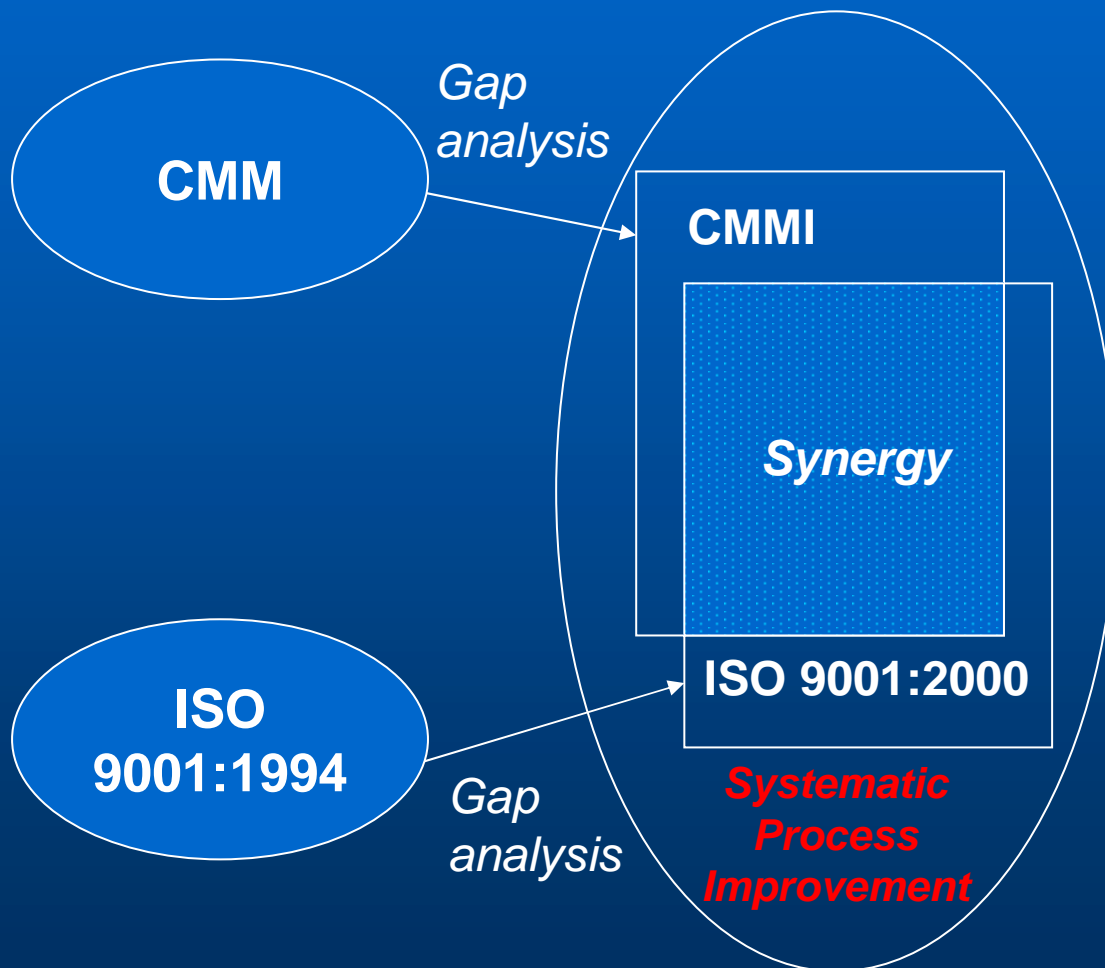 CMM
Gap
analysis
CMMI
Synergy
ISO 9001:2000
ISO
9001:1994
Gap
analysis
Systematic
Process
Improvement